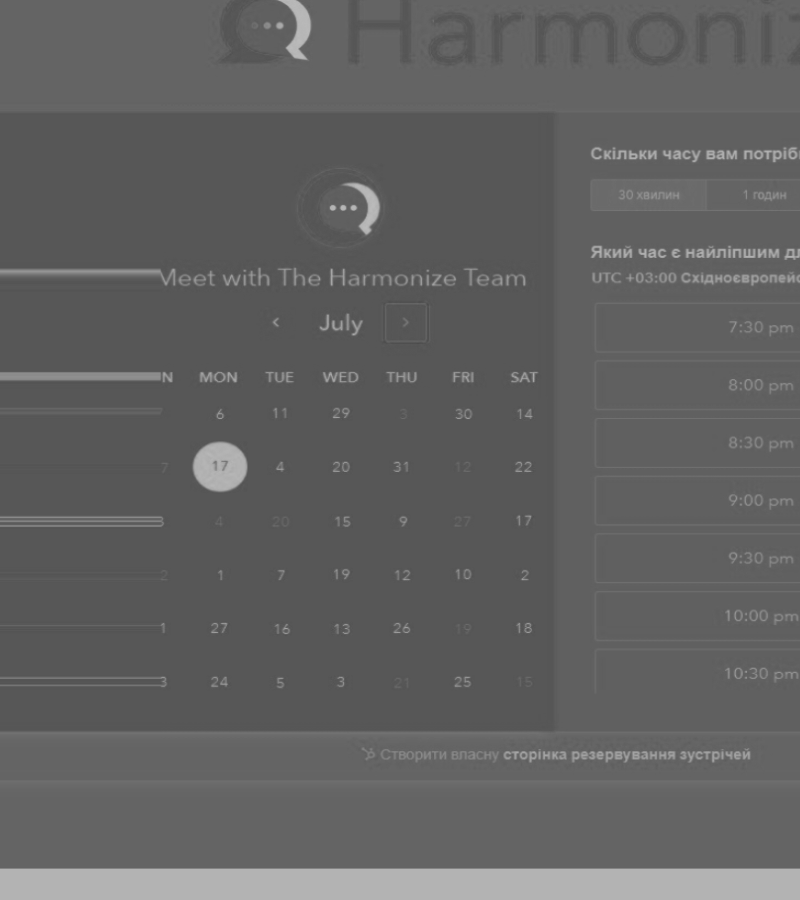 Harmoniz
Meet with The Harmonize Team
July
N MON TUE WED THU FRI SAT
6 11 29 3 30 14
7 17 4 20 31 12 22
4 20 15 9 27 17
2 1 7 19 12 10 2
1 27 16 13 26 19 18
3 24 5 3 21 25 15
Скільки часу вам потріб
30 хвилин 1 годин
Який час є найліпшим д
UTC +03:00 Східноєвропейс
7:30 pm
8:00 pm
8:30 pm
9:00 pm
9:30 pm
10:00 pm
10:30 pm
Створити власну сторінка резервування зустрічей